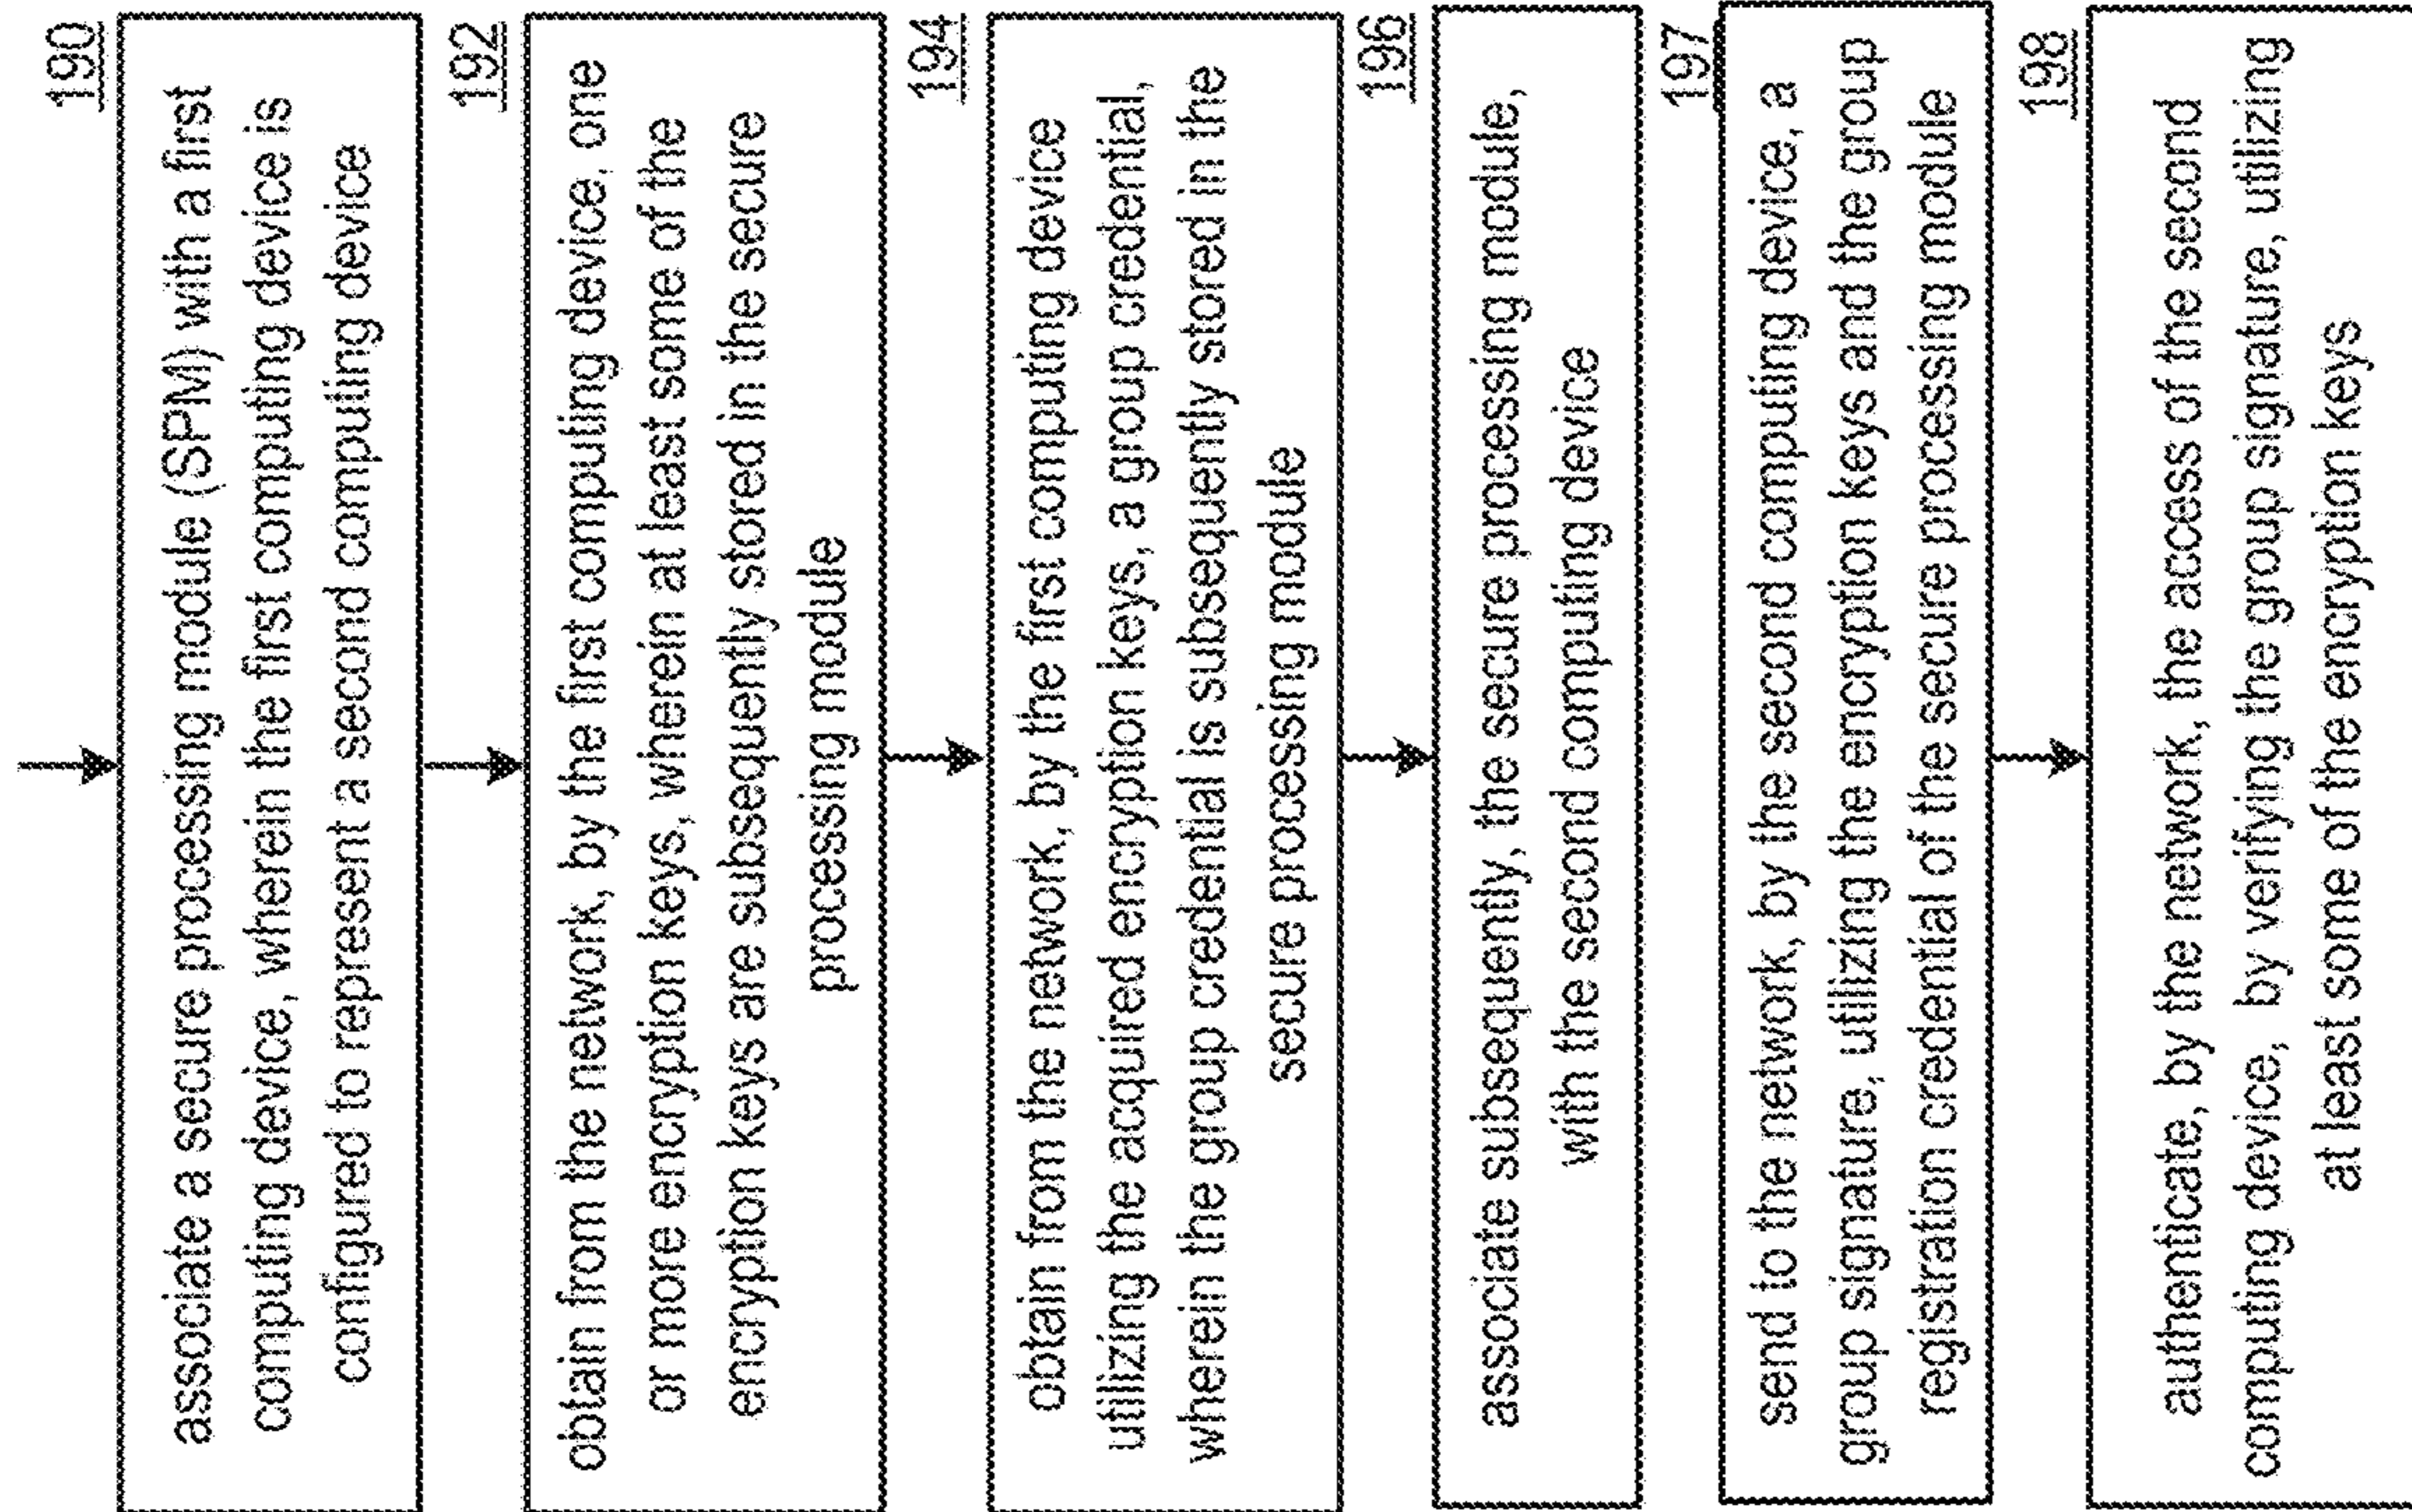 190
associate a secure processing module (SPM) with a first
computing device, wherein the first computing device is
configured to represent a second computing device
192
obtain from the network, by the first computing device, one
or more encryption keys, wherein at least some of the
encryption keys are subsequently stored in the secure
processing module
194
obtain from the network, by the first computing device
utilizing the acquired encryption keys, a group credential,
wherein the group credential is subsequently stored in the
secure processing module
196
associate subsequently, the secure processing module,
with the second computing device
197
send to the network, by the second computing device, a
group signature, utilizing the encryption keys and the group
registration credential of the secure processing module
198
authenticate, by the network, the access of the second
computing device, by verifying the group signature, utilizing
at least some of the encryption keys